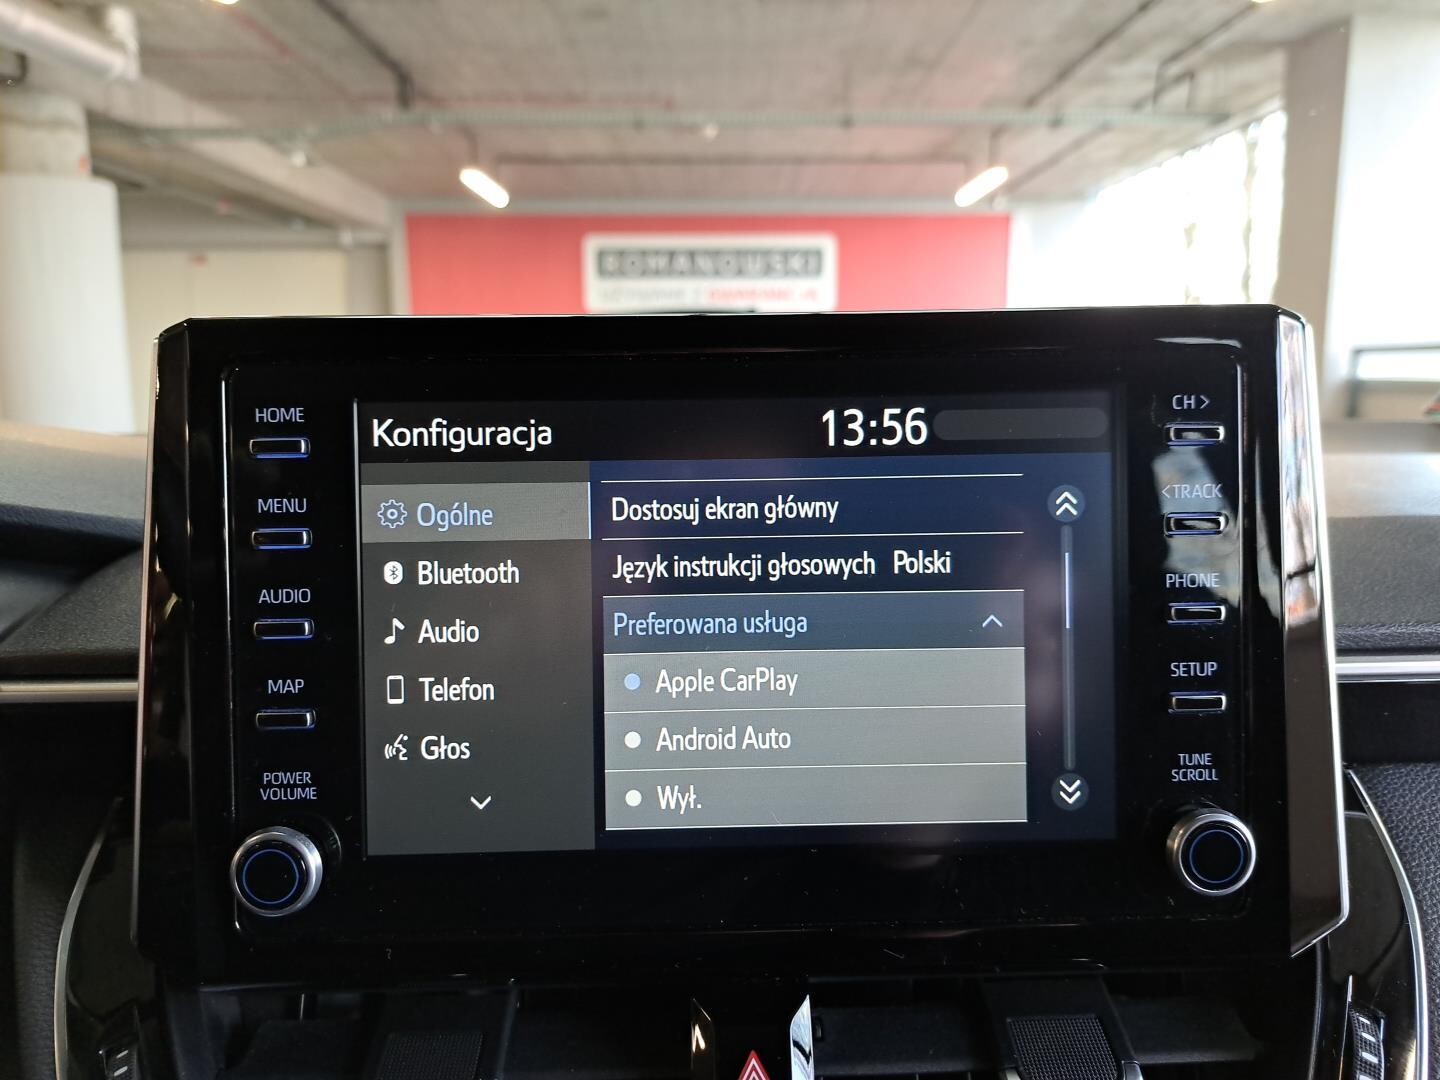 ROMANOWSKI
HOME
MENU
AUDIO
MAP
POWER
VOLUME
Konfiguracja
13:56
Ogólne
Bluetooth
Audio
Telefon
Głos
Dostosuj ekran główny
Język instrukcji głosowych Polski
Preferowana usługa
Apple CarPlay
Android Auto
Wył.
CH>
<TRACK
PHONE
SETUP
TUNE
SCROLL